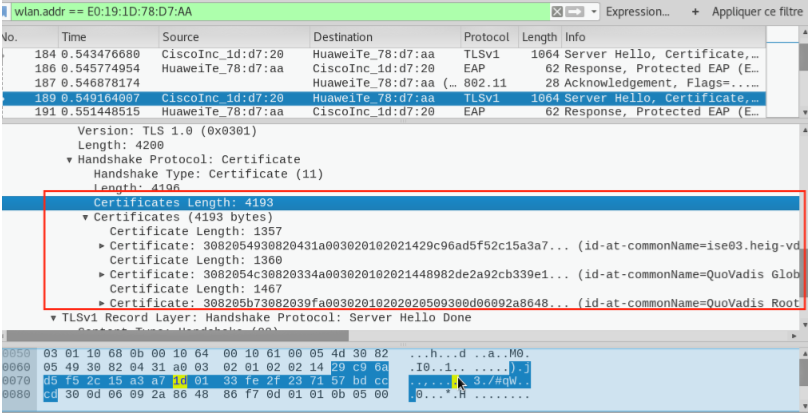 wlan.addr == E0:19:1D:78:D7:AA Expression... + Appliquer ce filtre
No. Time Source Destination Protocol Length Info
184 0.543476680 CiscoInc_1d:d7:20 HuaweiTe_78:d7:aa TLSv1 1064 Server Hello, Certificate,...
186 0.545774954 HuaweiTe_78:d7:aa CiscoInc_1d:d7:20 EAP 62 Response, Protected EAP (E...
187 0.546878174 HuaweiTe_78:d7:aa (... 802.11 28 Acknowledgement, Flags=......
189 0.549164007 CiscoInc_1d:d7:20 HuaweiTe_78:d7:aa TLSv1 1064 Server Hello, Certificate,...
191 0.551448515 HuaweiTe_78:d7:aa CiscoInc_1d:d7:20 EAP 62 Response, Protected EAP (E...
Version: TLS 1.0 (0x0301)
Length: 4200
Handshake Protocol: Certificate
Handshake Type: Certificate (11)
Length: 4196
Certificates Length: 4193
Certificates (4193 bytes)
Certificate Length: 1357
Certificate: 3082054930820431a003020102021429c96ad5f52c15a3a7... (id-at-commonName=ise03.heig-vd
Certificate Length: 1360
Certificate: 3082054c30820334a003020102021448982de2a92cb339e1... (id-at-commonName=QuoVadis Glob
Certificate Length: 1467
Certificate: 308205b73082039fa003020102020205​09300d06092a8648... (id-at-commonName=QuoVadis Root
TLSv1 Record Layer: Handshake Protocol: Server Hello Done
Content Type: Handshake (22)
0050 03 01 10 68 0b 00 10 64 00 10 61 00 05 4d 30 82 ...h...d ..a..M0.
0060 05 49 30 82 04 31 a0 03 02 01 02 02 14 29 c9 6a .I0..1.. .....).j
0070 d5 f5 2c 15 a3 a7 1d 01 33 fe 2f 23 71 57 bd cc ..,..... 3./#qW..
0080 cd 30 0d 06 09 2a 86 48 86 f7 0d 01 01 0b 05 00 .0...*.H ........